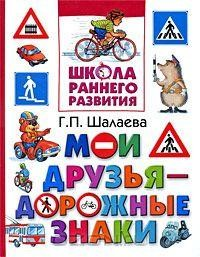 ШКОЛА
РАННЕГО
РАЗВИТИЯ
Г.П. Шалаева
МОИ
ДРУЗЬЯ–
ДОРОЖНЫЕ
ЗНАКИ